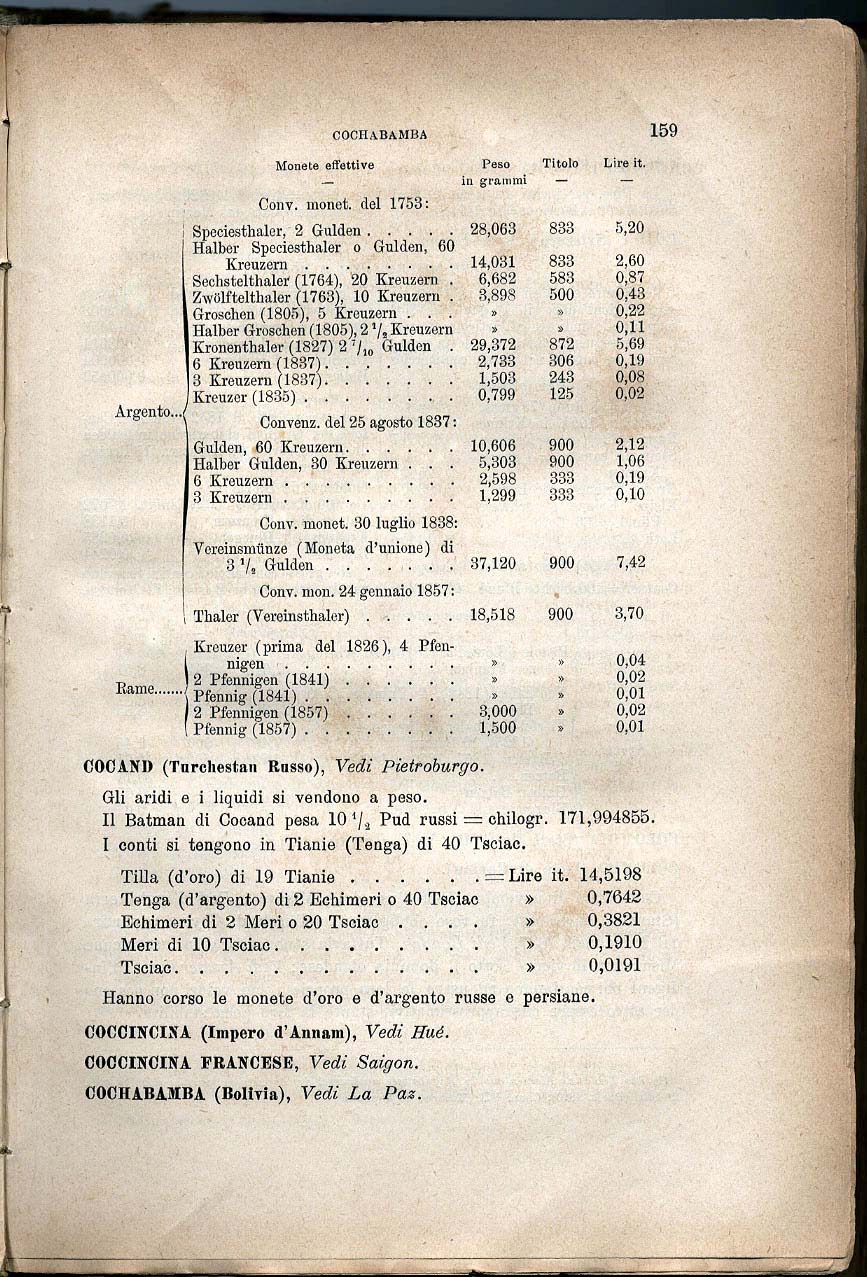 COCHABAMBA 159
Monete effettive Peso Titolo Lire it.
— in grammi — —
Conv. monet. del 1753:
Speciesthaler, 2 Gulden . . . . . 28,063 833 5,20
Halber Speciesthaler o Gulden, 60
Kreuzern . . . . . . . . 14,031 833 2,60
Sechstelthaler (1764), 20 Kreuzern . 6,682 583 0,87
Zwölftelthaler (1763), 10 Kreuzern . 3,898 500 0,43
Groschen (1805), 5 Kreuzern . . . » » 0,22
Halber Groschen (1805), 2 1/2 Kreuzern » » 0,11
Kronenthaler (1827) 2 7/10 Gulden . 29,372 872 5,69
6 Kreuzern (1837) . . . . . . . 2,733 306 0,19
3 Kreuzern (1837) . . . . . . . 1,503 243 0,08
Kreuzer (1835) . . . . . . . . 0,799 125 0,02
Argento...
Convenz. del 25 agosto 1837:
Gulden, 60 Kreuzern . . . . . . 10,606 900 2,12
Halber Gulden, 30 Kreuzern . . . 5,303 900 1,06
6 Kreuzern . . . . . . . . . 2,598 333 0,19
3 Kreuzern . . . . . . . . . 1,299 333 0,10
Conv. monet. 30 luglio 1838:
Vereinsmünze (Moneta d'unione) di
3 1/2 Gulden . . . . . . . 37,120 900 7,42
Conv. mon. 24 gennaio 1857:
Thaler (Vereinsthaler) . . . . . 18,518 900 3,70
Kreuzer (prima del 1826), 4 Pfen-
nigen . . . . . . . . . » » 0,04
2 Pfennigen (1841) . . . . . . » » 0,02
Rame.......
Pfennig (1841) . . . . . . . . » » 0,01
2 Pfennigen (1857) . . . . . . 3,000 » 0,02
Pfennig (1857) . . . . . . . . 1,500 » 0,01
COCAND (Turchestan Russo), Vedi Pietroburgo.
Gli aridi e i liquidi si vendono a peso.
Il Batman di Cocand pesa 10 1/2 Pud russi = chilogr. 171,994855.
I conti si tengono in Tianie (Tenga) di 40 Tsciac.
Tilla (d'oro) di 19 Tianie . . . . . . = Lire it. 14,5198
Tenga (d'argento) di 2 Echimeri o 40 Tsciac » 0,7642
Echimeri di 2 Meri o 20 Tsciac . . . . » 0,3821
Meri di 10 Tsciac . . . . . . . . . » 0,1910
Tsciac . . . . . . . . . . . . . » 0,0191
Hanno corso le monete d'oro e d'argento russe e persiane.
COCCINCINA (Impero d'Annam), Vedi Hué.
COCCINCINA FRANCESE, Vedi Saigon.
COCHABAMBA (Bolivia), Vedi La Paz.